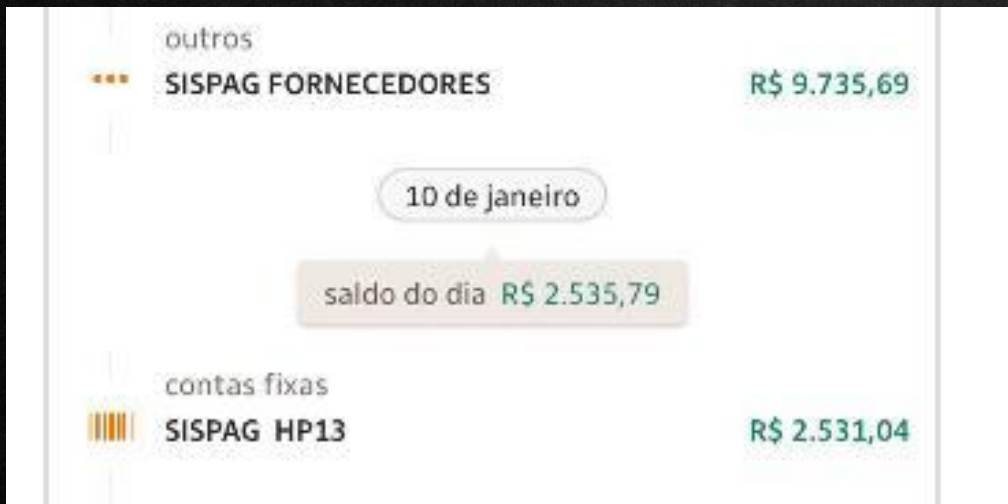 outros
SISPAG FORNECEDORES R$ 9.735,69
10 de janeiro
saldo do dia R$ 2.535,79
contas fixas
SISPAG HP13 R$ 2.531,04